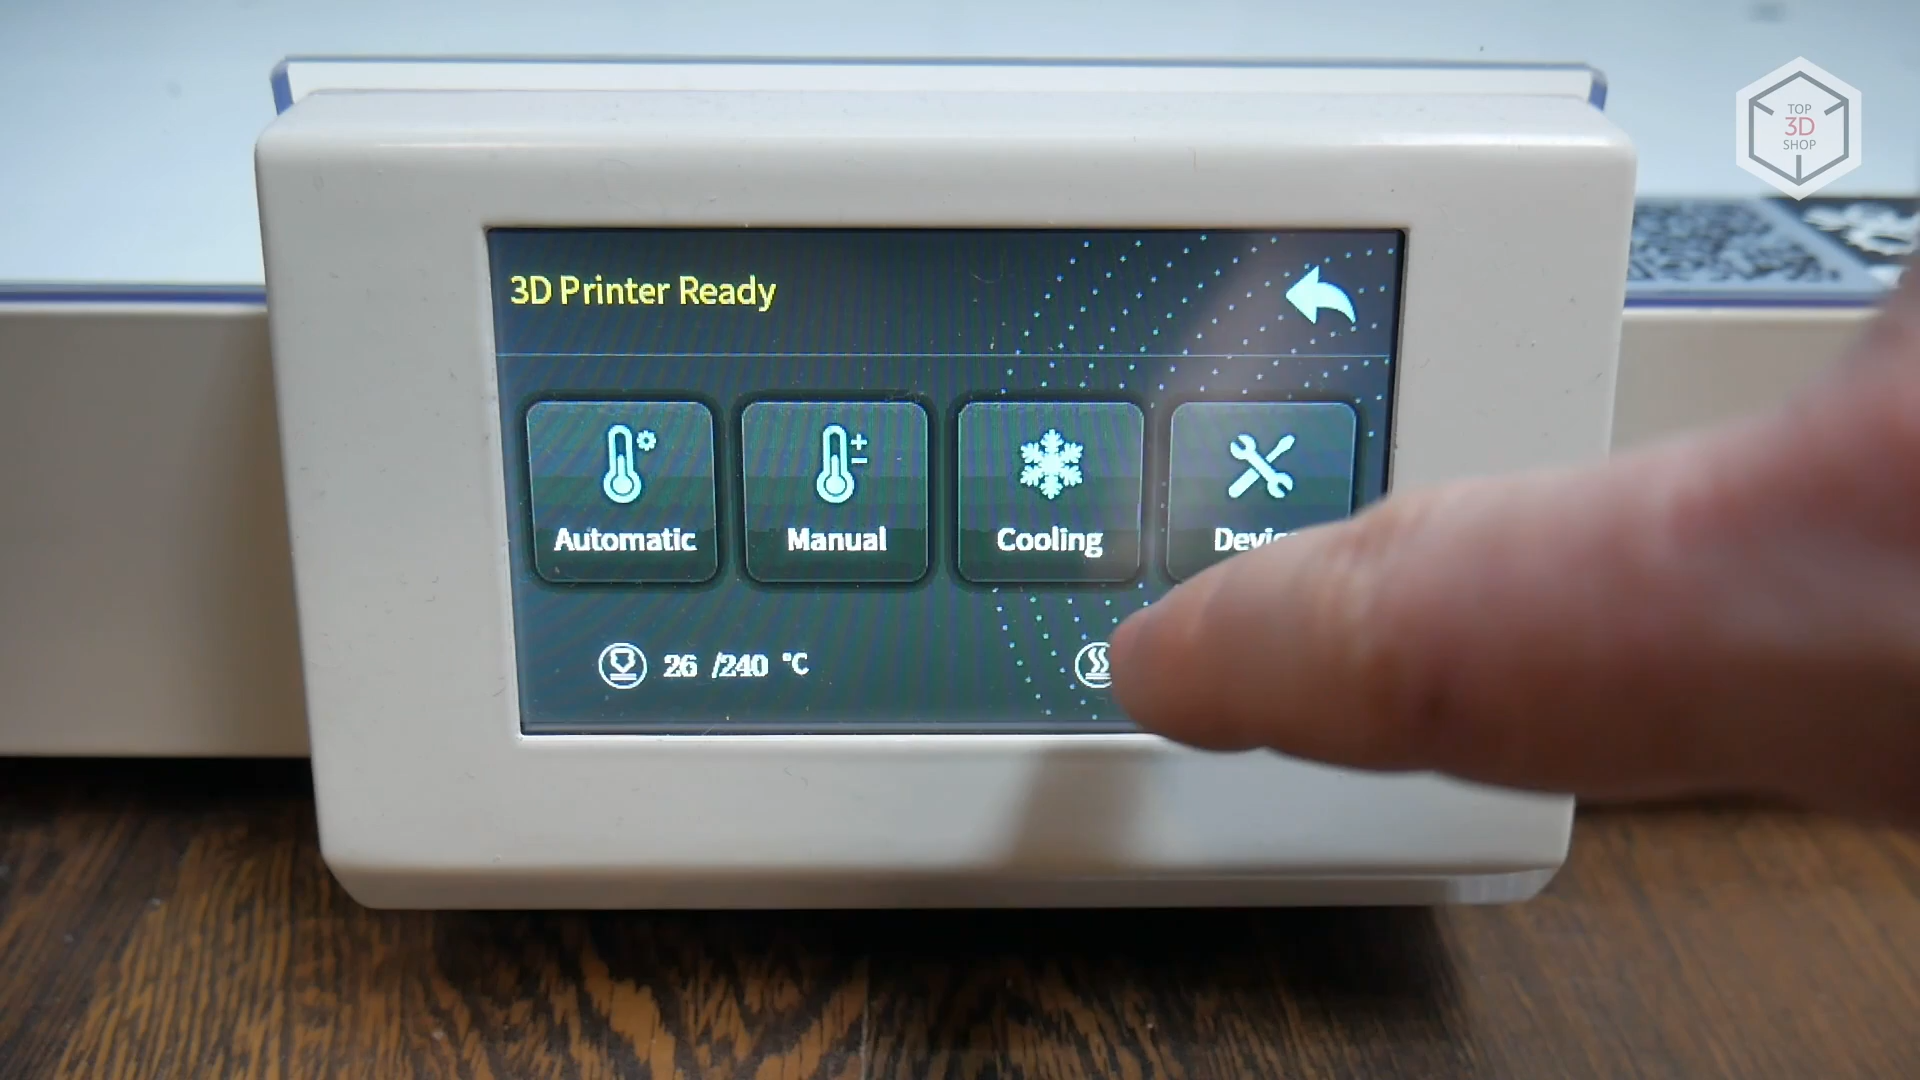 TOP
3D
SHOP
3D Printer Ready
Automatic
Manual
Cooling
26 /240 °C